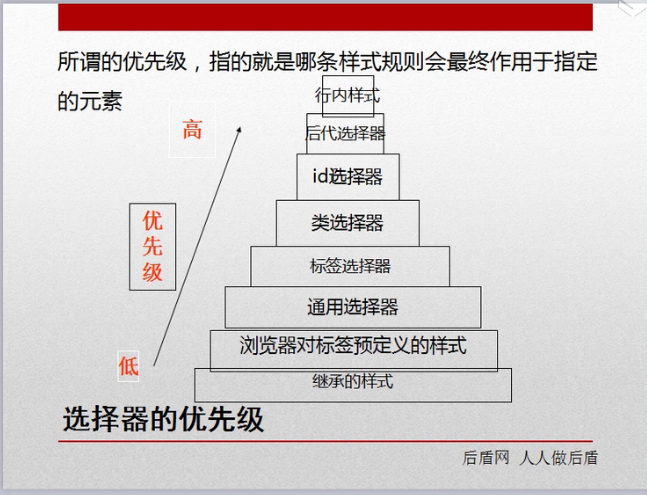 所谓的优先级，指的就是哪条样式规则会最终作用于指定
的元素
行内样式
高
后代选择器
id选择器
优先级
类选择器
标签选择器
通用选择器
浏览器对标签预定义的样式
低
继承的样式
选择器的优先级
后盾网 人人做后盾